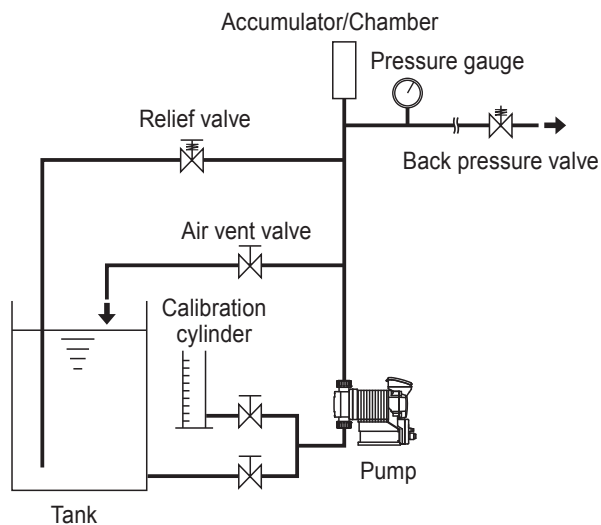 Accumulator/Chamber
Pressure gauge
Relief valve
Back pressure valve
Air vent valve
Calibration
cylinder
Pump
Tank